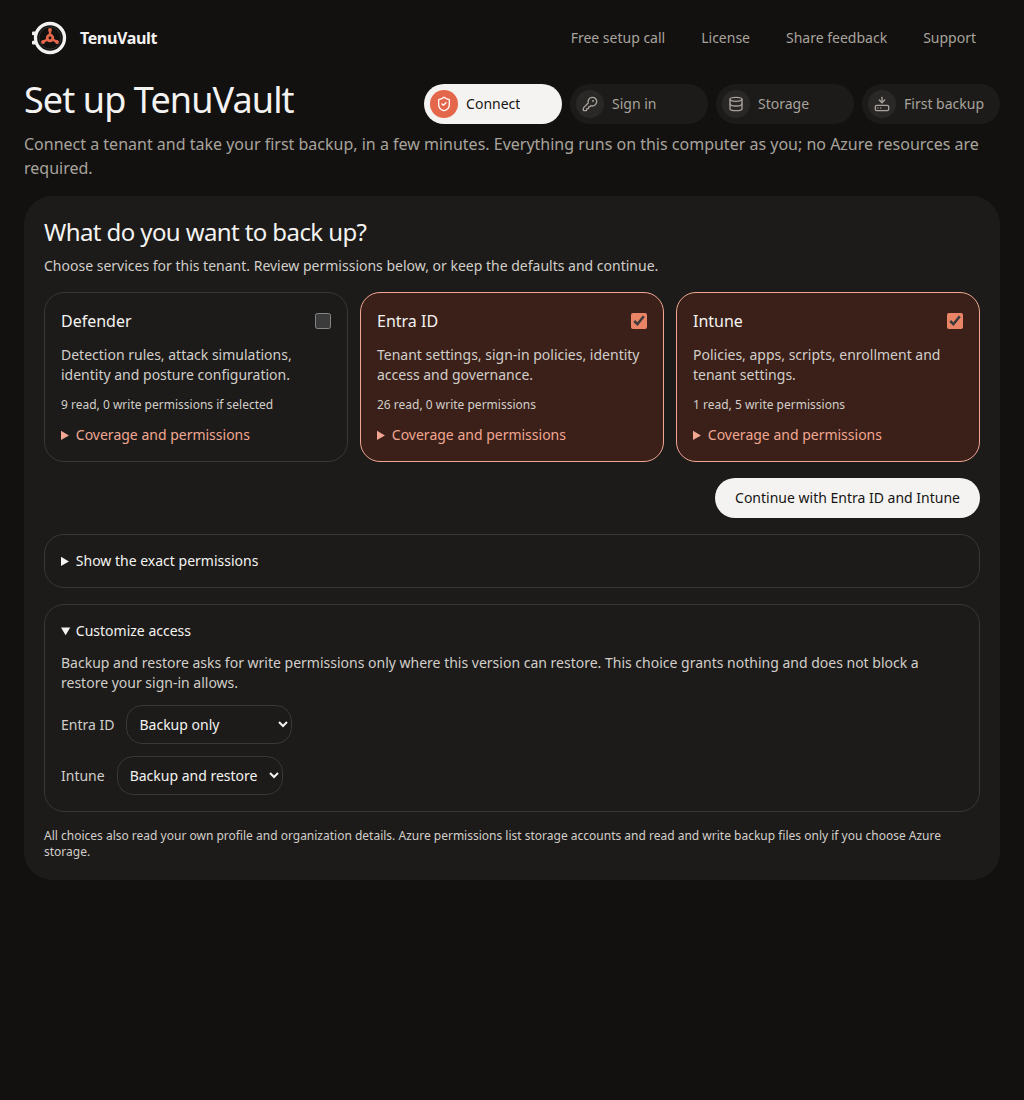 TenuVault
Free setup call
License
Share feedback
Support
Set up TenuVault
Connect
Sign in
Storage
First backup
Connect a tenant and take your first backup, in a few minutes. Everything runs on this computer as you; no Azure resources are
required.
What do you want to back up?
Choose services for this tenant. Review permissions below, or keep the defaults and continue.
Defender
Detection rules, attack simulations,
identity and posture configuration.
9 read, 0 write permissions if selected
Coverage and permissions
Entra ID
Tenant settings, sign-in policies, identity
access and governance.
26 read, 0 write permissions
Coverage and permissions
Intune
Policies, apps, scripts, enrollment and
tenant settings.
1 read, 5 write permissions
Coverage and permissions
Continue with Entra ID and Intune
Show the exact permissions
Customize access
Backup and restore asks for write permissions only where this version can restore. This choice grants nothing and does not block a
restore your sign-in allows.
Entra ID
Backup only
Intune
Backup and restore
All choices also read your own profile and organization details. Azure permissions list storage accounts and read and write backup files only if you choose Azure
storage.